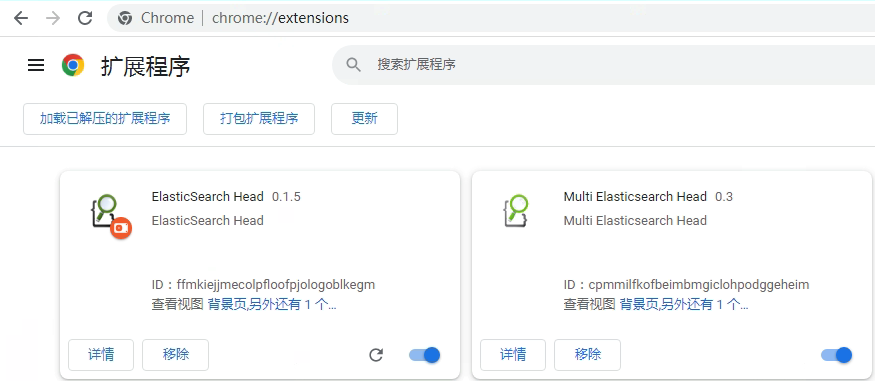 Chrome | chrome://extensions
扩展程序
搜索扩展程序
加载已解压的扩展程序 打包扩展程序 更新
ElasticSearch Head 0.1.5
ElasticSearch Head
ID：ffmkiejjmecolpfloofpjologoblkegm
查看视图 背景页,另外还有 1 个...
详情 移除
Multi Elasticsearch Head 0.3
Multi Elasticsearch Head
ID：cpmmilfkofbeimbmgiclohpodggeheim
查看视图 背景页,另外还有 1 个...
详情 移除